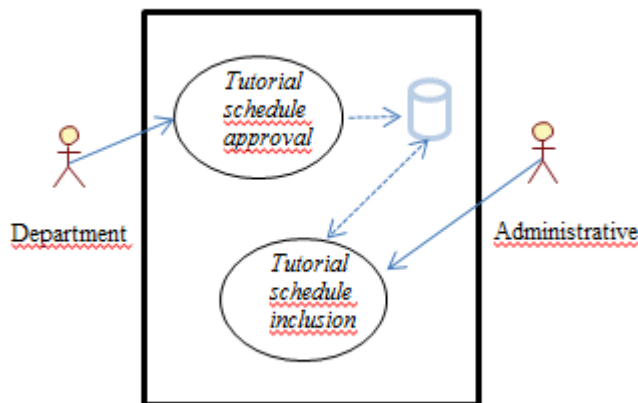 Tutorial
schedule
approval
Department
Administrative
Tutorial
schedule
inclusion